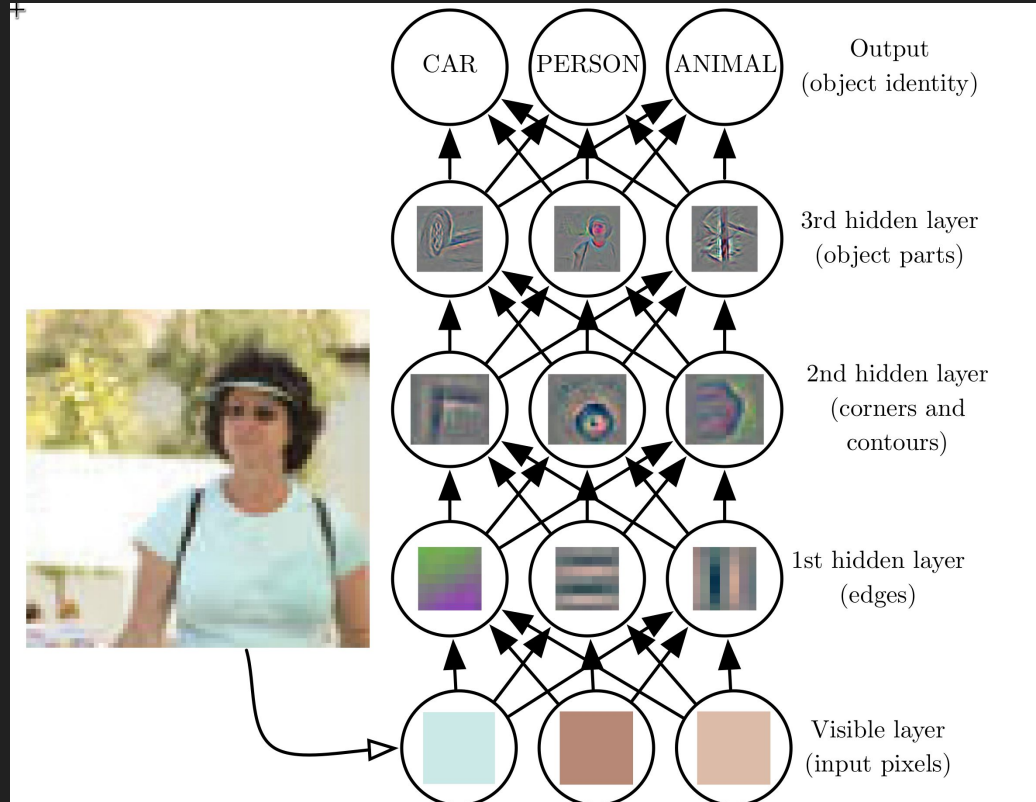 CAR PERSON ANIMAL
Output
(object identity)
3rd hidden layer
(object parts)
2nd hidden layer
(corners and
contours)
1st hidden layer
(edges)
Visible layer
(input pixels)